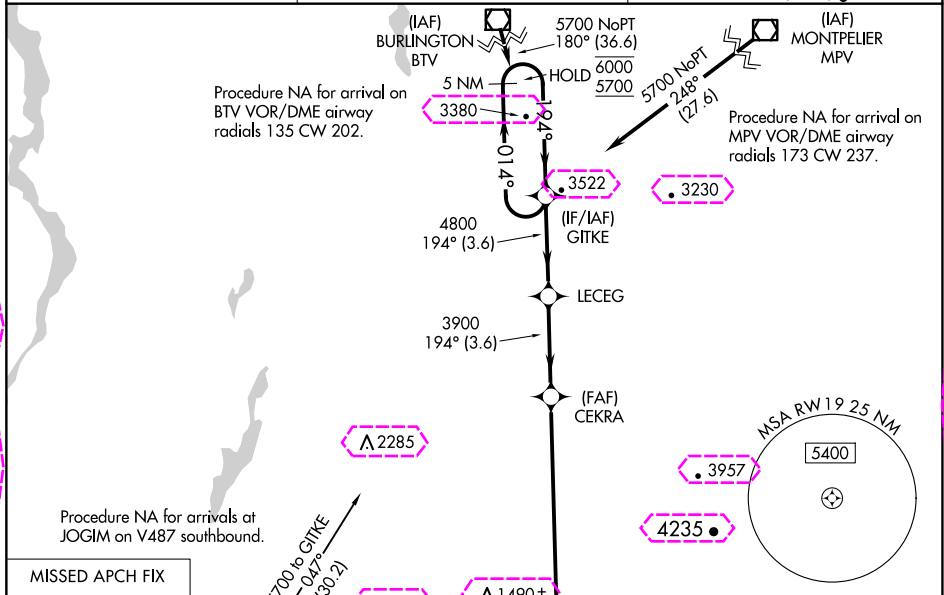 (IAF)
BURLINGTON
BTV
5700 NoPT
180° (36.6)
(IAF)
MONTPELIER
MPV
HOLD
6000
5700
5 NM
5700 NoPT
248°
(27.6)
Procedure NA for arrival on
BTV VOR/DME airway
radials 135 CW 202.
3380
194°
014°
Procedure NA for arrival on
MPV VOR/DME airway
radials 173 CW 237.
3522
3230
(IF/IAF)
GITKE
4800
194° (3.6)
LECEG
3900
194° (3.6)
(FAF)
CEKRA
MSA RW19 25 NM
5400
2285
3957
4235
Procedure NA for arrivals at
JOGIM on V487 southbound.
700 to GITKE
047°
30.2)
MISSED APCH FIX
1490±